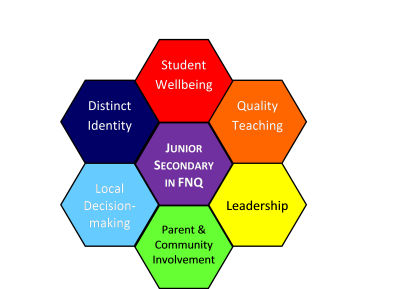 Student
Wellbeing
Distinct
Identity
Quality
Teaching
JUNIOR
SECONDARY
IN FNQ
Local
Decision-
making
Leadership
Parent &
Community
Involvement